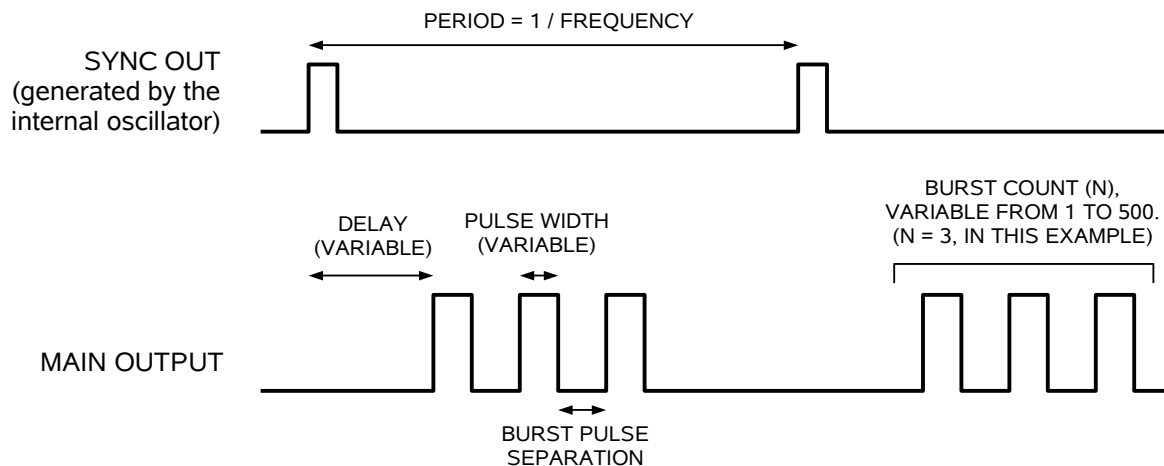 PERIOD = 1 / FREQUENCY
SYNC OUT
(generated by the
internal oscillator)
BURST COUNT (N),
VARIABLE FROM 1 TO 500.
(N = 3, IN THIS EXAMPLE)
DELAY
(VARIABLE)
PULSE WIDTH
(VARIABLE)
MAIN OUTPUT
BURST PULSE
SEPARATION